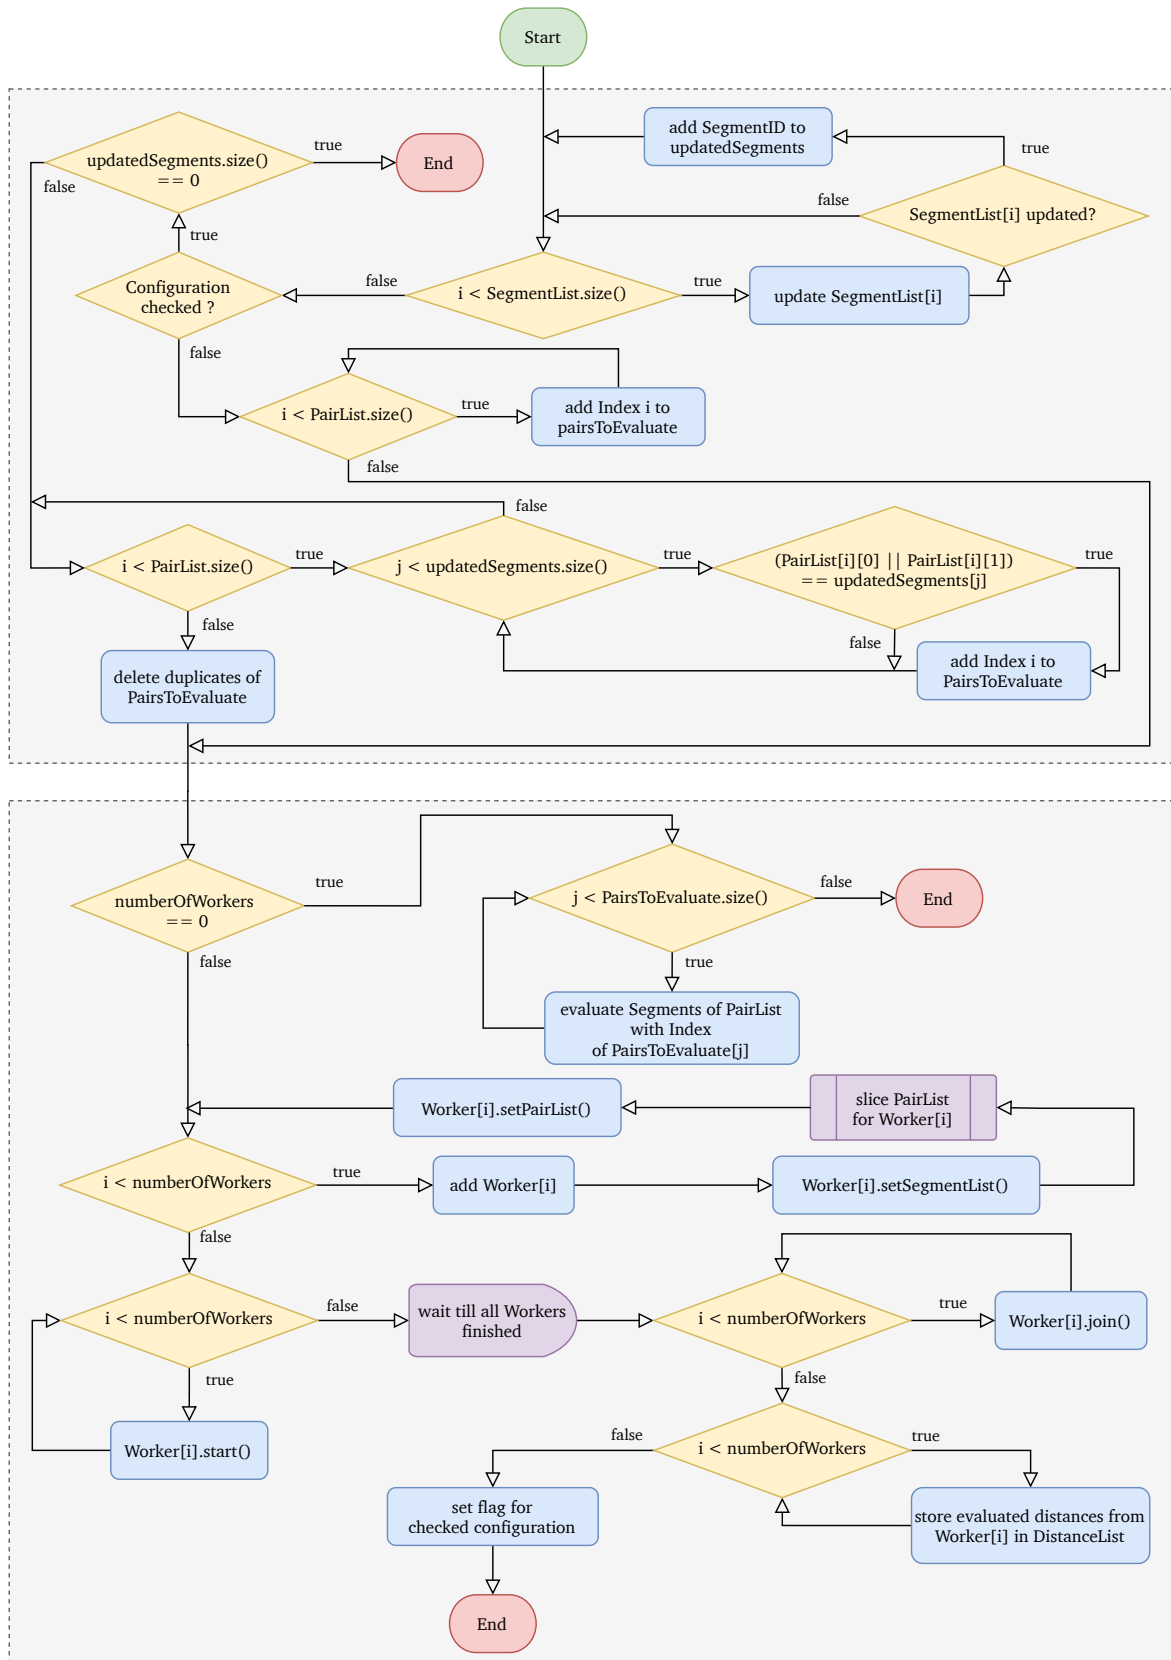 Start
add SegmentID to
updatedSegments
true
updatedSegments.size()
== 0
true
End
false
false
SegmentList[i] updated?
true
Configuration
checked ?
false
i < SegmentList.size()
true
update SegmentList[i]
false
i < PairList.size()
true
add Index i to
pairsToEvaluate
false
false
i < PairList.size()
true
j < updatedSegments.size()
true
(PairList[i][0] || PairList[i][1])
== updatedSegments[j]
true
false
false
delete duplicates of
PairsToEvaluate
add Index i to
PairsToEvaluate
numberOfWorkers
== 0
true
j < PairsToEvaluate.size()
false
End
false
true
evaluate Segments of PairList
with Index
of PairsToEvaluate[j]
Worker[i].setPairList()
slice PairList
for Worker[i]
i < numberOfWorkers
true
add Worker[i]
Worker[i].setSegmentList()
false
i < numberOfWorkers
false
wait till all Workers
finished
i < numberOfWorkers
true
Worker[i].join()
true
false
Worker[i].start()
false
i < numberOfWorkers
true
set flag for
checked configuration
store evaluated distances from
Worker[i] in DistanceList
End